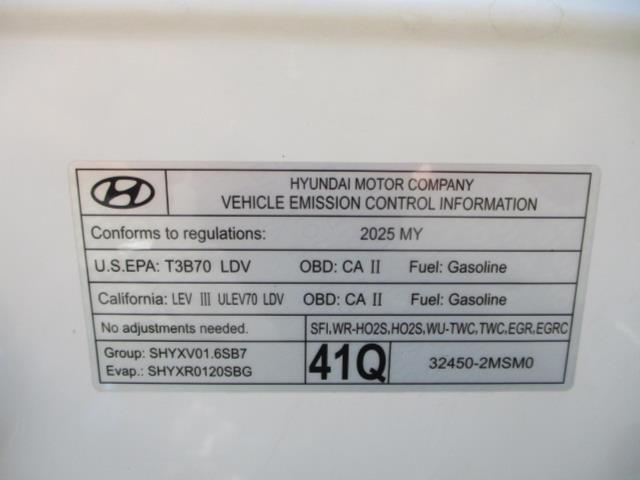 HYUNDAI MOTOR COMPANY
VEHICLE EMISSION CONTROL INFORMATION
Conforms to regulations: 2025 MY
U.S.EPA: T3B70 LDV OBD: CA II Fuel: Gasoline
California: LEV III ULEV70 LDV OBD: CA II Fuel: Gasoline
No adjustments needed. SFI,WR-HO2S,HO2S,WU-TWC,TWC,EGR,EGRC
Group: SHYXV01.6SB7
Evap.: SHYXR0120SBG
41Q 32450-2MSM0